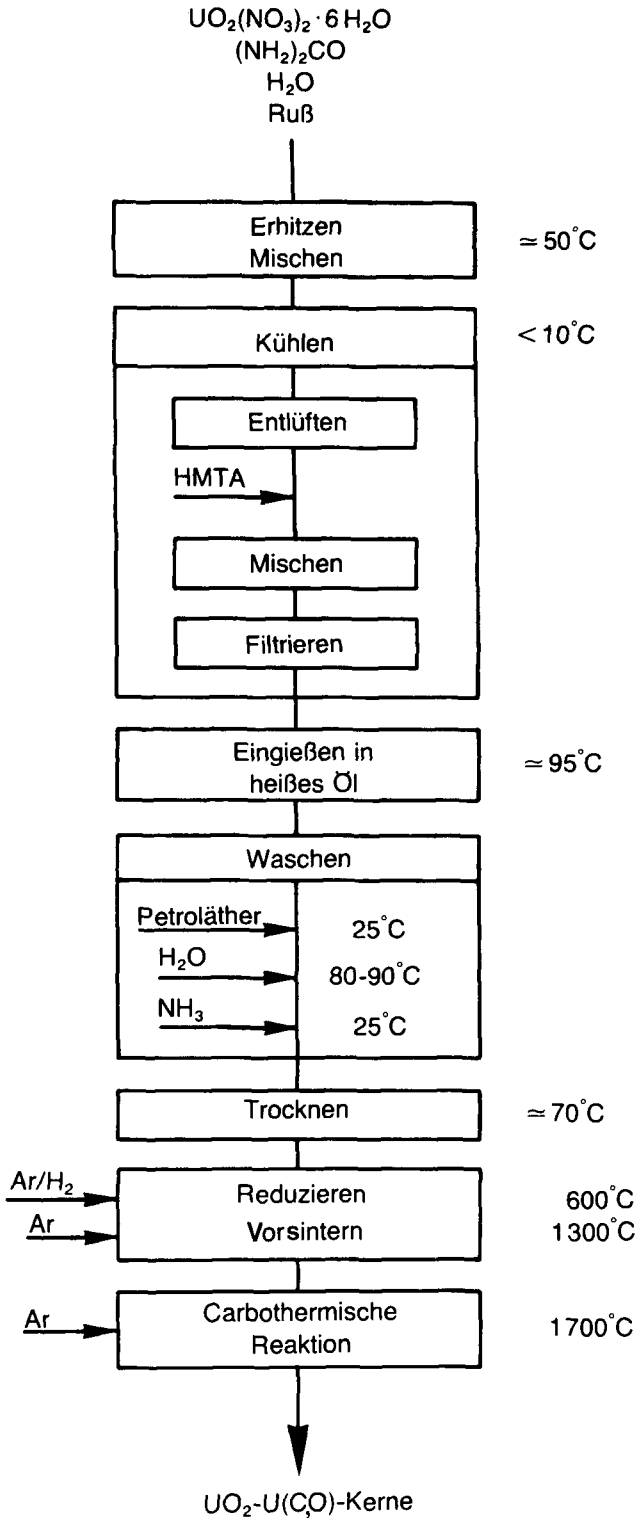 UO₂(NO₃)₂·6H₂O
(NH₂)₂CO
H₂O
Ruß
Erhitzen
Mischen
≃50°C
Kühlen
<10°C
Entlüften
HMTA
Mischen
Filtrieren
Eingießen in
heißes Öl
≃95°C
Waschen
Petroläther
25°C
H₂O
80-90°C
NH₃
25°C
Trocknen
≃70°C
Ar/H₂
Reduzieren
600°C
Ar
Vorsintern
1300°C
Carbothermische
Reaktion
Ar
1700°C
UO₂-U(C,O)-Kerne